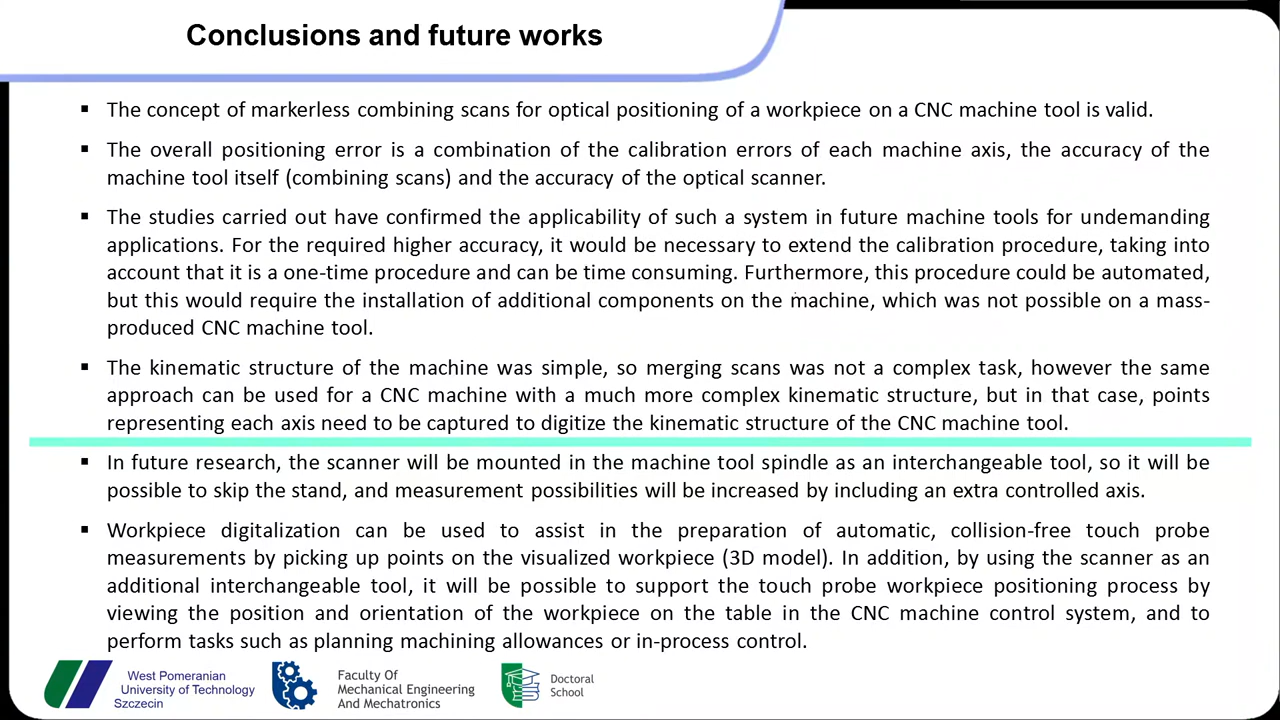 Conclusions and future works
▪ The concept of markerless combining scans for optical positioning of a workpiece on a CNC machine tool is valid.
▪ The overall positioning error is a combination of the calibration errors of each machine axis, the accuracy of the
machine tool itself (combining scans) and the accuracy of the optical scanner.
▪ The studies carried out have confirmed the applicability of such a system in future machine tools for undemanding
applications. For the required higher accuracy, it would be necessary to extend the calibration procedure, taking into
account that it is a one-time procedure and can be time consuming. Furthermore, this procedure could be automated,
but this would require the installation of additional components on the machine, which was not possible on a mass-
produced CNC machine tool.
▪ The kinematic structure of the machine was simple, so merging scans was not a complex task, however the same
approach can be used for a CNC machine with a much more complex kinematic structure, but in that case, points
representing each axis need to be captured to digitize the kinematic structure of the CNC machine tool.
▪ In future research, the scanner will be mounted in the machine tool spindle as an interchangeable tool, so it will be
possible to skip the stand, and measurement possibilities will be increased by including an extra controlled axis.
▪ Workpiece digitalization can be used to assist in the preparation of automatic, collision-free touch probe
measurements by picking up points on the visualized workpiece (3D model). In addition, by using the scanner as an
additional interchangeable tool, it will be possible to support the touch probe workpiece positioning process by
viewing the position and orientation of the workpiece on the table in the CNC machine control system, and to
perform tasks such as planning machining allowances or in-process control.
West Pomeranian
University of Technology
Szczecin
Faculty Of
Mechanical Engineering
And Mechatronics
Doctoral
School